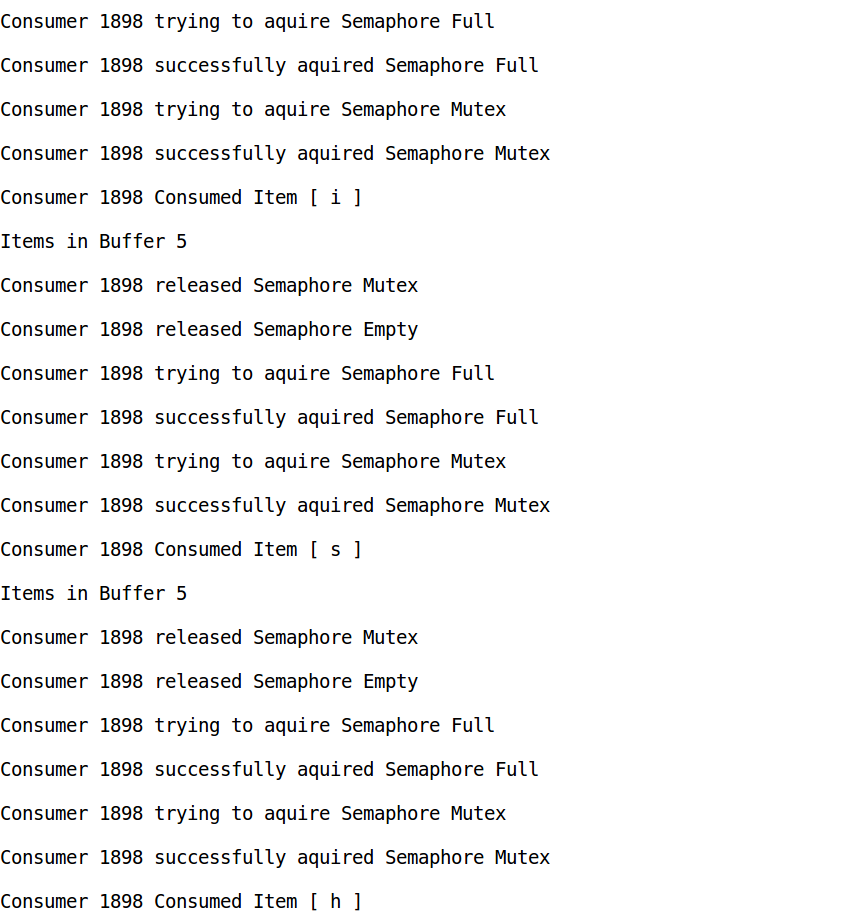 Consumer 1898 trying to aquire Semaphore Full
Consumer 1898 successfully aquired Semaphore Full
Consumer 1898 trying to aquire Semaphore Mutex
Consumer 1898 successfully aquired Semaphore Mutex
Consumer 1898 Consumed Item [ i ]
Items in Buffer 5
Consumer 1898 released Semaphore Mutex
Consumer 1898 released Semaphore Empty
Consumer 1898 trying to aquire Semaphore Full
Consumer 1898 successfully aquired Semaphore Full
Consumer 1898 trying to aquire Semaphore Mutex
Consumer 1898 successfully aquired Semaphore Mutex
Consumer 1898 Consumed Item [ s ]
Items in Buffer 5
Consumer 1898 released Semaphore Mutex
Consumer 1898 released Semaphore Empty
Consumer 1898 trying to aquire Semaphore Full
Consumer 1898 successfully aquired Semaphore Full
Consumer 1898 trying to aquire Semaphore Mutex
Consumer 1898 successfully aquired Semaphore Mutex
Consumer 1898 Consumed Item [ h ]